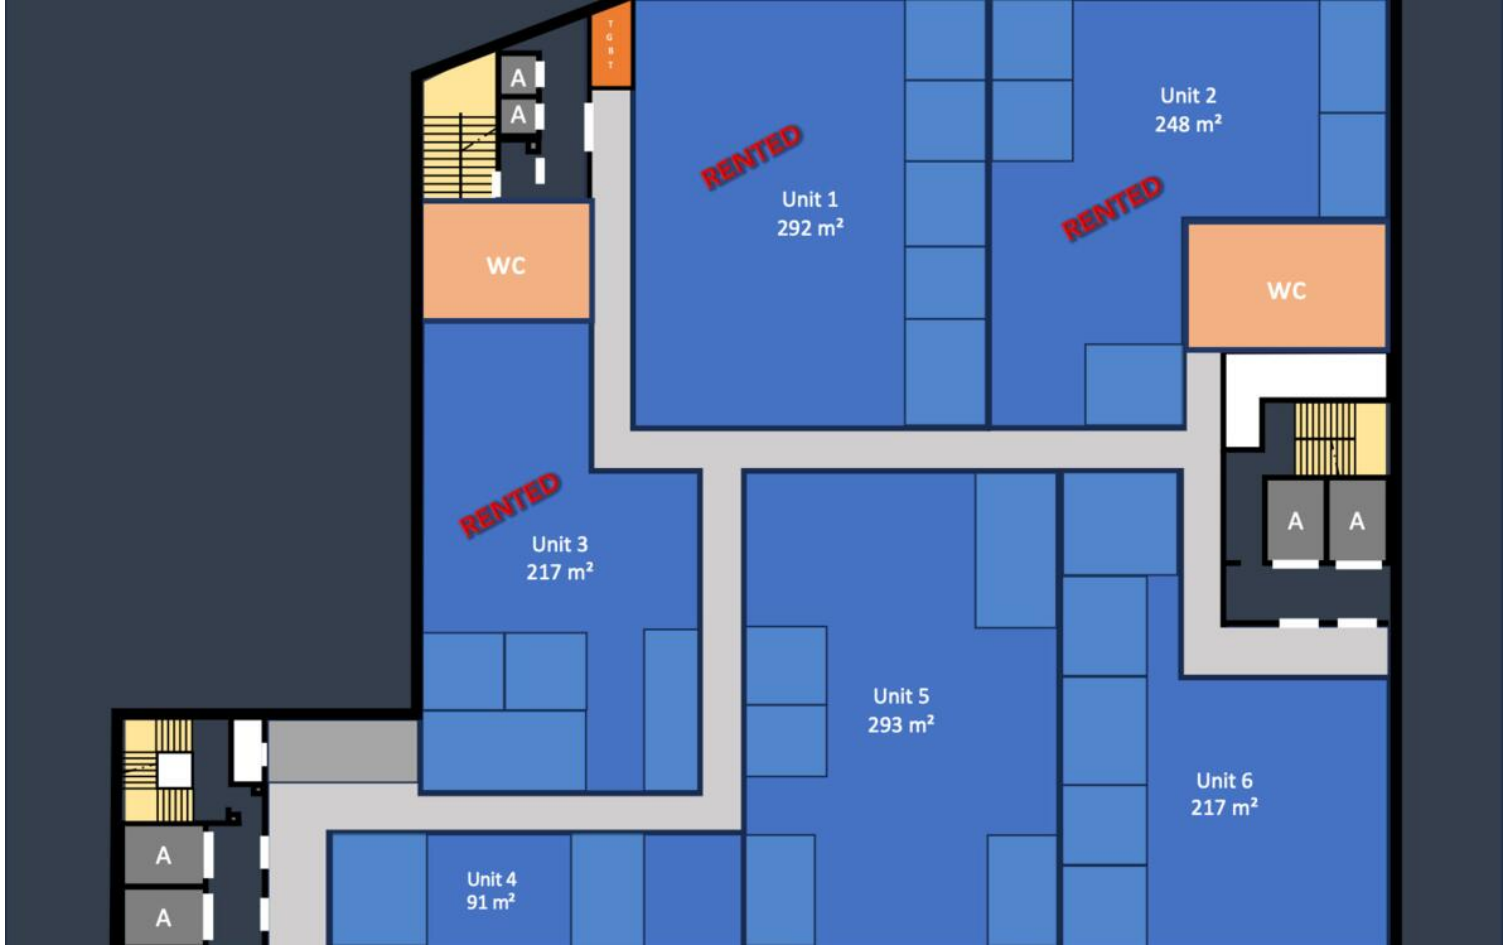 T
G
B
T
A
A
RENTED
Unit 1
292 m²
Unit 2
248 m²
RENTED
WC
WC
RENTED
Unit 3
217 m²
A
A
Unit 5
293 m²
Unit 6
217 m²
A
A
Unit 4
91 m²